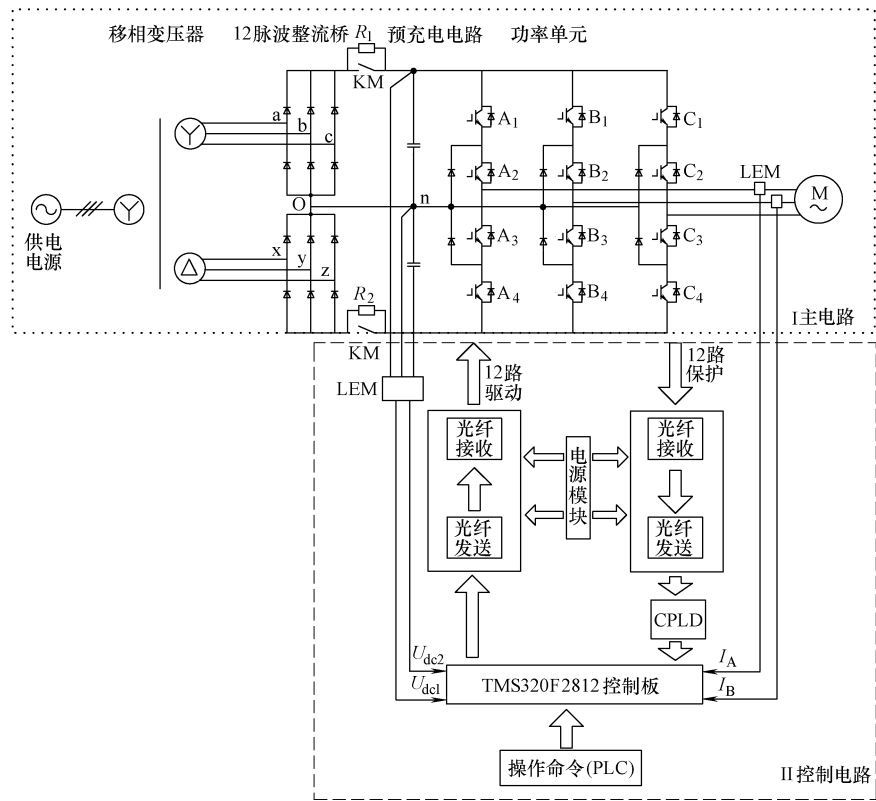 移相变压器 12脉波整流桥 R1 预充电电路 功率单元
KM
a
b
c
A1
B1
C1
A2
B2
C2
LEM
M
~
O
n
供电
电源
x
y
z
A3
B3
C3
A4
B4
C4
R2
KM
I主电路
LEM
12路
驱动
12路
保护
光纤
接收
光纤
发送
电源模块
光纤
接收
光纤
发送
CPLD
Udc2
Udc1
IA
IB
TMS320F2812控制板
操作命令(PLC)
II控制电路